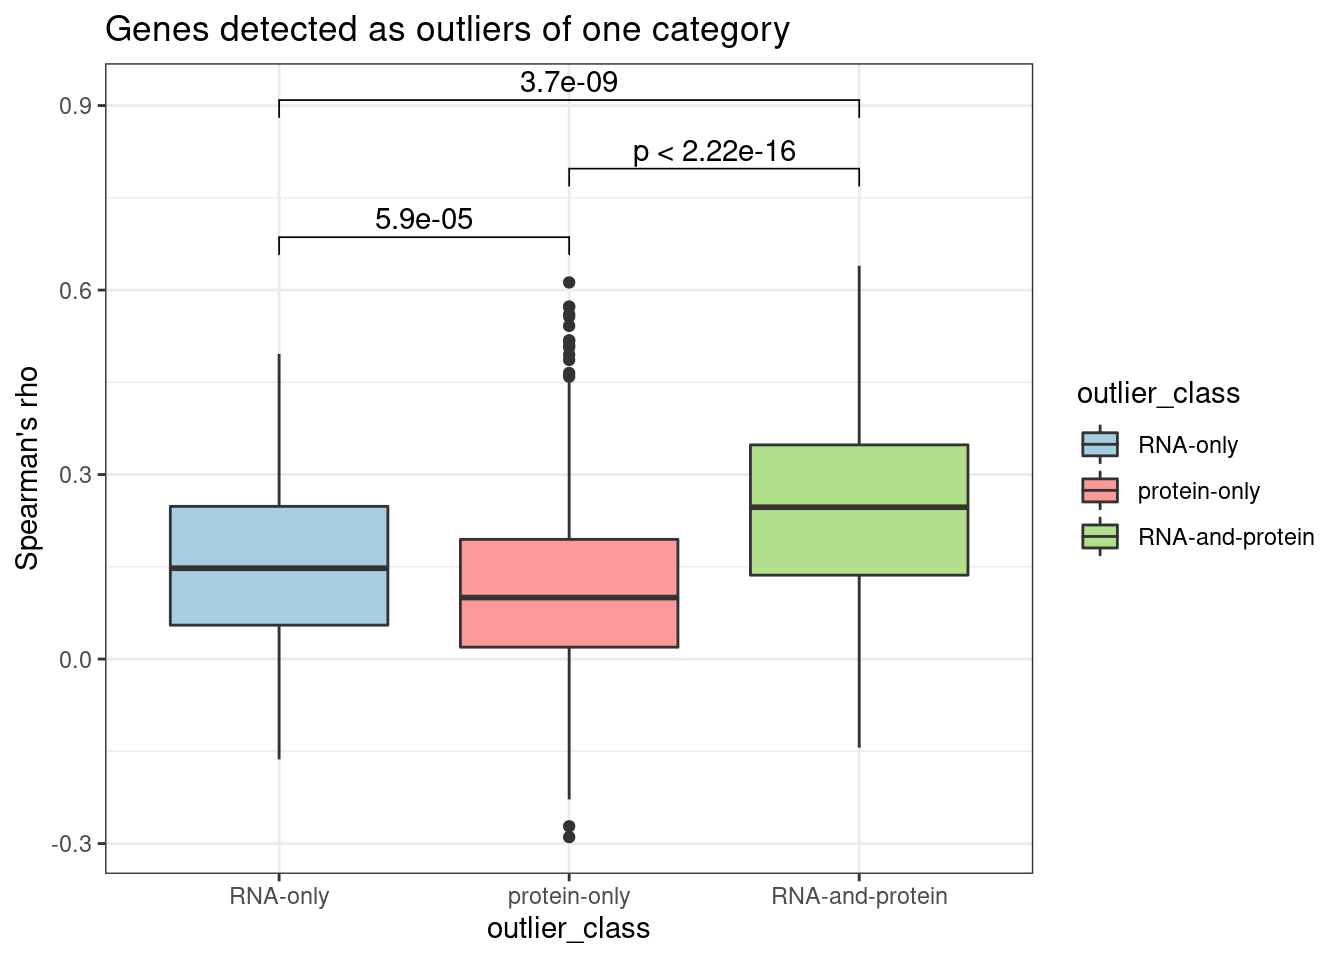 Genes detected as outliers of one category
3.7e-09
p < 2.22e-16
5.9e-05
0.9
0.6
0.3
0.0
-0.3
Spearman's rho
RNA-only
protein-only
RNA-and-protein
outlier_class
outlier_class
RNA-only
protein-only
RNA-and-protein